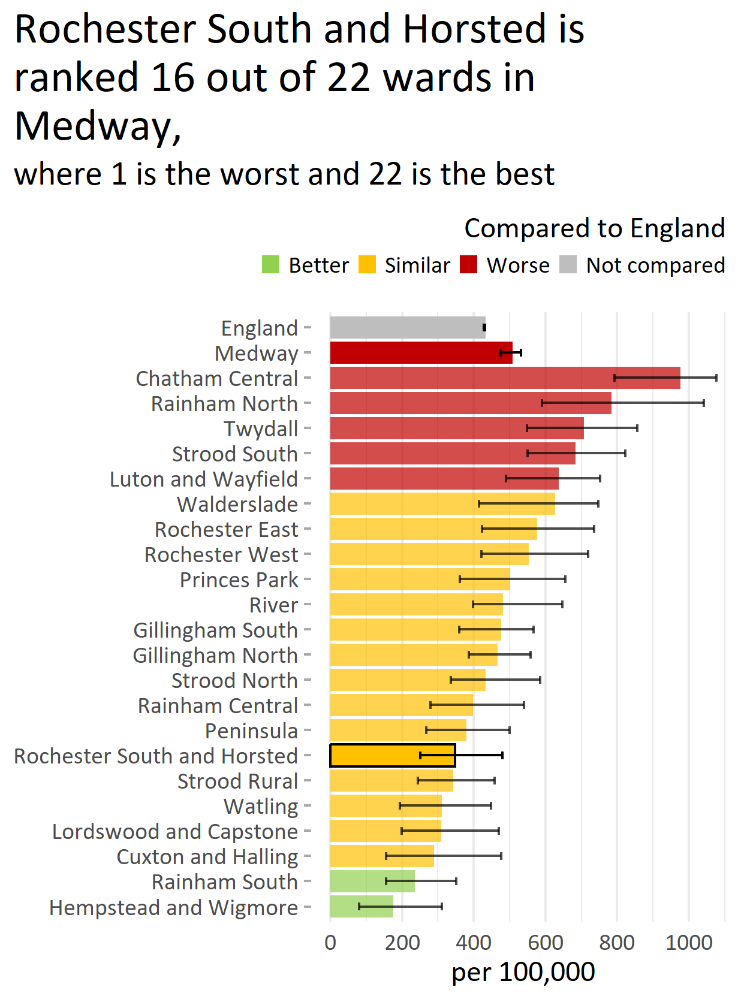 Rochester South and Horsted is
ranked 16 out of 22 wards in
Medway,
where 1 is the worst and 22 is the best
Compared to England
Better Similar Worse Not compared
England
Medway
Chatham Central
Rainham North
Twydall
Strood South
Luton and Wayfield
Walderslade
Rochester East
Rochester West
Princes Park
River
Gillingham South
Gillingham North
Strood North
Rainham Central
Peninsula
Rochester South and Horsted
Strood Rural
Watling
Lordswood and Capstone
Cuxton and Halling
Rainham South
Hempstead and Wigmore
0 200 400 600 800 1000
per 100,000